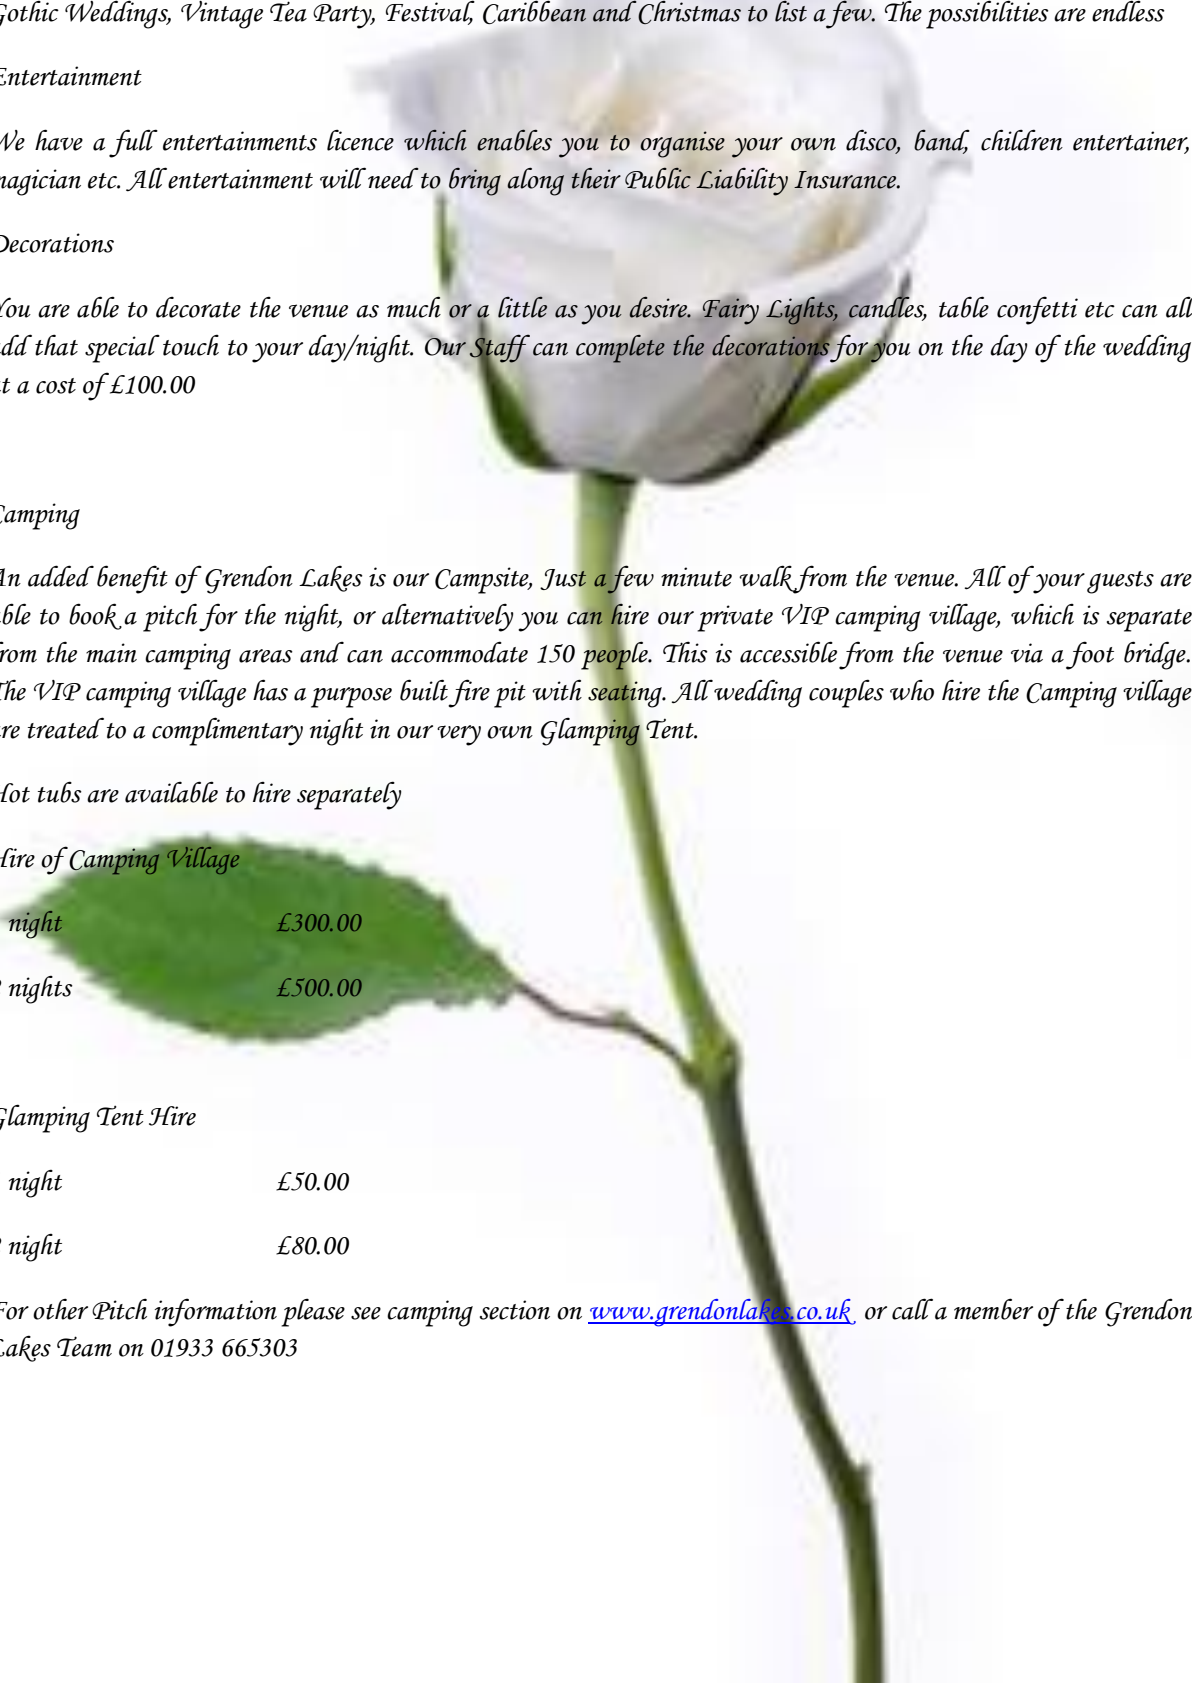 Gothic Weddings, Vintage Tea Party, Festival, Caribbean and Christmas to list a few. The possibilities are endless
Entertainment
We have a full entertainments licence which enables you to organise your own disco, band, children entertainer,
magician etc. All entertainment will need to bring along their Public Liability Insurance.
Decorations
You are able to decorate the venue as much or a little as you desire. Fairy Lights, candles, table confetti etc can all
add that special touch to your day/night. Our Staff can complete the decorations for you on the day of the wedding
at a cost of £100.00
Camping
An added benefit of Grendon Lakes is our Campsite, Just a few minute walk from the venue. All of your guests are
able to book a pitch for the night, or alternatively you can hire our private VIP camping village, which is separate
from the main camping areas and can accommodate 150 people. This is accessible from the venue via a foot bridge.
The VIP camping village has a purpose built fire pit with seating. All wedding couples who hire the Camping village
are treated to a complimentary night in our very own Glamping Tent.
Hot tubs are available to hire separately
Hire of Camping Village
night £300.00
nights £500.00
Glamping Tent Hire
night £50.00
night £80.00
For other Pitch information please see camping section on www.grendonlakes.co.uk or call a member of the Grendon
Lakes Team on 01933 665303